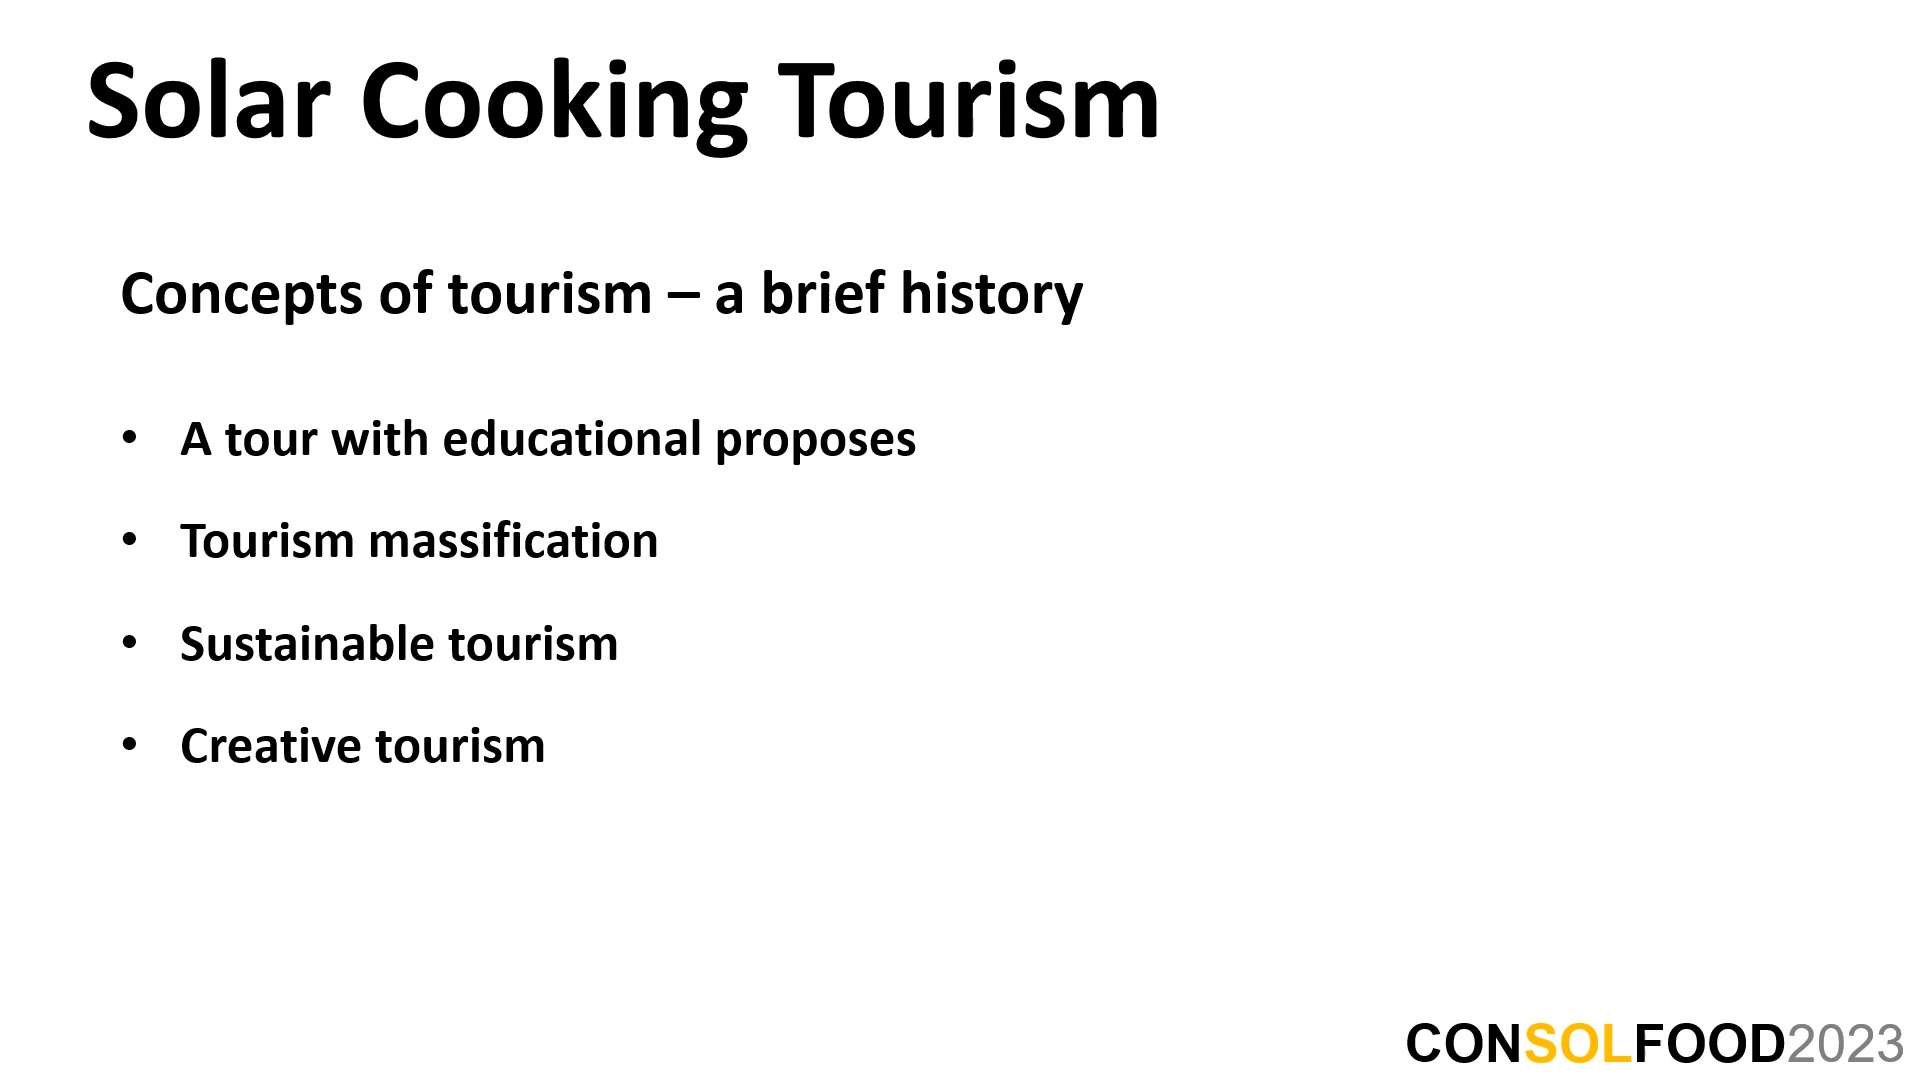 Solar Cooking Tourism
Concepts of tourism – a brief history
• A tour with educational proposes
• Tourism massification
• Sustainable tourism
• Creative tourism
CONSOLFOOD2023